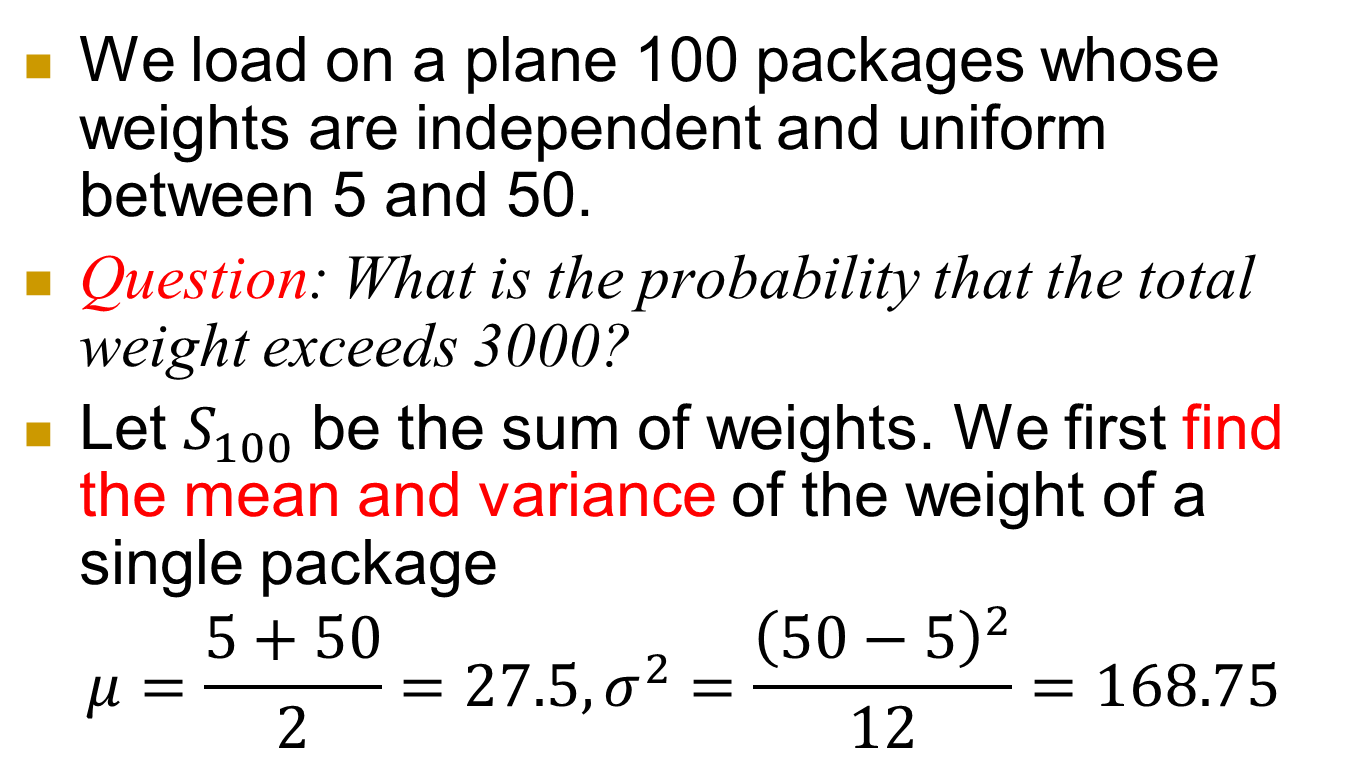 We load on a plane 100 packages whose
weights are independent and uniform
between 5 and 50.
Question: What is the probability that the total
weight exceeds 3000?
Let 𝑆₁₀₀ be the sum of weights. We first find
the mean and variance of the weight of a
single package
𝜇 = (5 + 50)/2 = 27.5, 𝜎² = (50 − 5)²/12 = 168.75